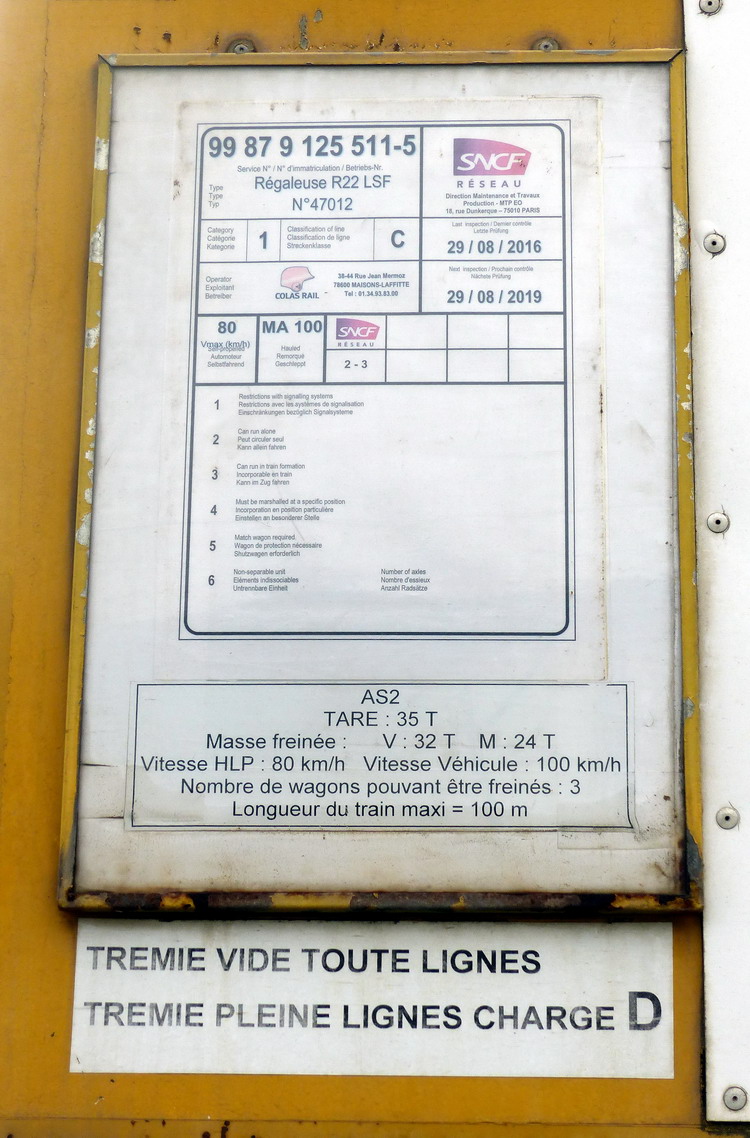 99 87 9 125 511-5
Service N° / N° d'immatriculation / Betriebs-Nr.
Type
Type
Typ
Régaleuse R22 LSF
N°47012
SNCF
RÉSEAU
Direction Maintenance et Travaux
Production - MTP EO
18, rue Dunkerque – 75010 PARIS
Category
Catégorie
Kategorie
1
Classification of line
Classification de ligne
Streckenklasse
C
Last inspection / Dernier contrôle
Letzte Prüfung
29 / 08 / 2016
Operator
Exploitant
Betreiber
COLAS RAIL
38-44 Rue Jean Mermoz
78600 MAISONS-LAFFITTE
Tel : 01.34.93.83.00
Next inspection / Prochain contrôle
Nächste Prüfung
29 / 08 / 2019
80
Vmax (km/h)
Self-propelled
Automoteur
Selbstfahrend
MA 100
Hauled
Remorqué
Geschleppt
SNCF
RÉSEAU
2 - 3
1
Restrictions with signalling systems
Restrictions avec les systèmes de signalisation
Einschränkungen bezöglich Signalsysteme
2
Can run alone
Peut circuler seul
Kann allein fahren
3
Can run in train formation
Incorporable en train
Kann im Zug fahren
4
Must be marshalled at a specific position
Incorporation en position particulière
Einstellen an besonderer Stelle
5
Match wagon required
Wagon de protection nécessaire
Shutzwagen erforderlich
6
Non-separable unit
Eléments indissociables
Untrennbare Einheit
Number of axles
Nombre d'essieux
Anzahl Radsätze
AS2
TARE : 35 T
Masse freinée : V : 32 T M : 24 T
Vitesse HLP : 80 km/h Vitesse Véhicule : 100 km/h
Nombre de wagons pouvant être freinés : 3
Longueur du train maxi = 100 m
TREMIE VIDE TOUTE LIGNES
TREMIE PLEINE LIGNES CHARGE D